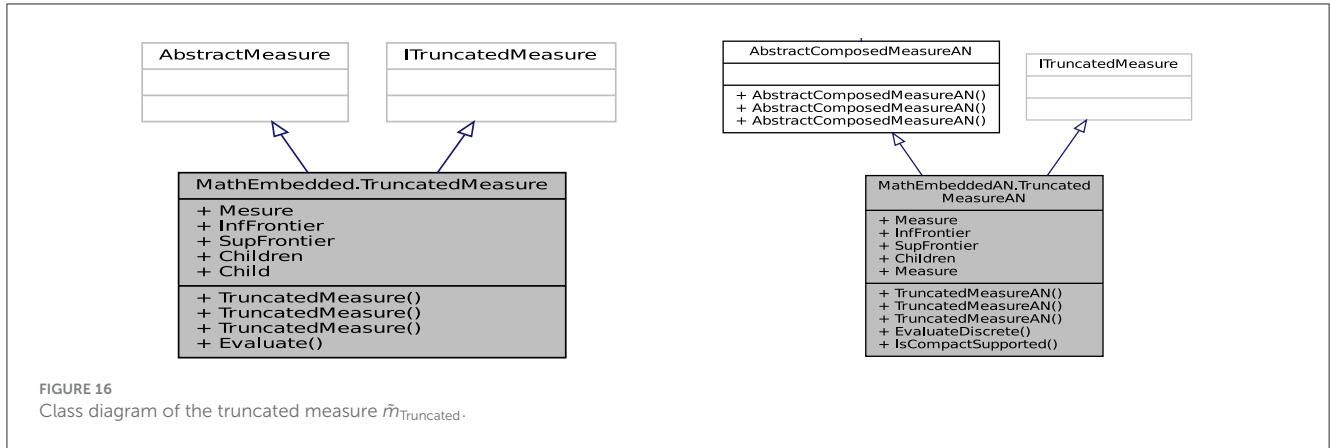 AbstractMeasure
ITruncatedMeasure
MathEmbedded.TruncatedMeasure
+ Mesure
+ InfFrontier
+ SupFrontier
+ Children
+ Child
+ TruncatedMeasure()
+ TruncatedMeasure()
+ TruncatedMeasure()
+ Evaluate()
AbstractComposedMeasureAN
+ AbstractComposedMeasureAN()
+ AbstractComposedMeasureAN()
+ AbstractComposedMeasureAN()
ITruncatedMeasure
MathEmbeddedAN.Truncated
MeasureAN
+ Measure
+ InfFrontier
+ SupFrontier
+ Children
+ Measure
+ TruncatedMeasureAN()
+ TruncatedMeasureAN()
+ TruncatedMeasureAN()
+ EvaluateDiscrete()
+ IsCompactSupported()
FIGURE 16
Class diagram of the truncated measure m̃Truncated.